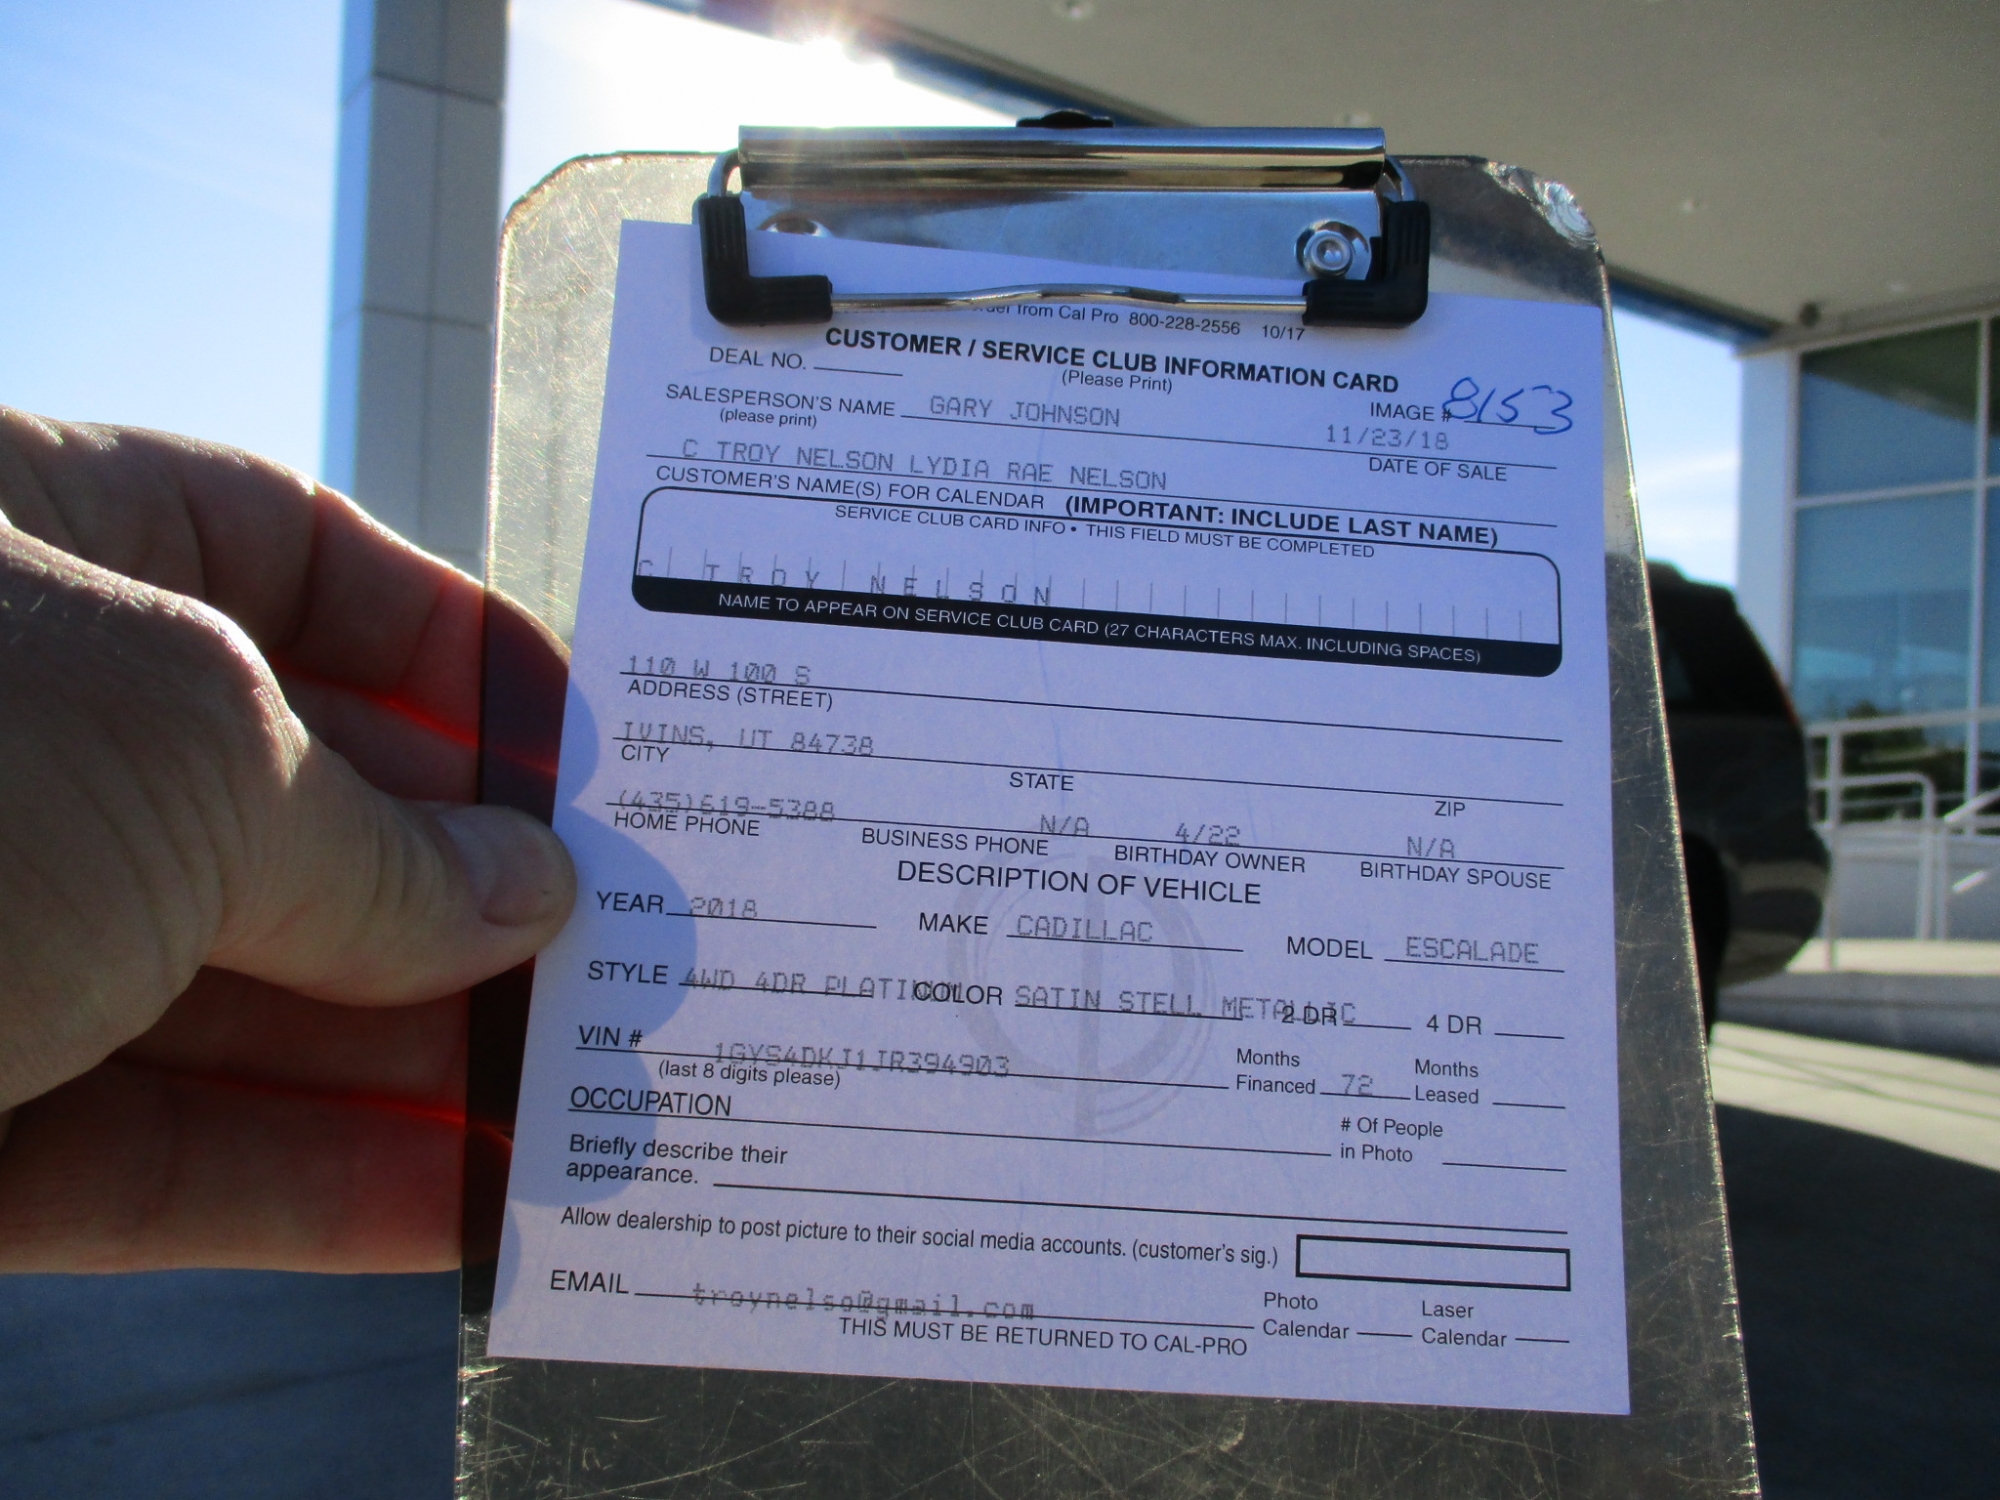 from Cal Pro 800-228-2556 10/17
CUSTOMER / SERVICE CLUB INFORMATION CARD
(Please Print)
DEAL NO.
IMAGE # 8153
SALESPERSON'S NAME GARY JOHNSON
(please print)
11/23/18
DATE OF SALE
C TROY NELSON LYDIA RAE NELSON
CUSTOMER'S NAME(S) FOR CALENDAR (IMPORTANT: INCLUDE LAST NAME)
SERVICE CLUB CARD INFO • THIS FIELD MUST BE COMPLETED
C TROY NELSON
NAME TO APPEAR ON SERVICE CLUB CARD (27 CHARACTERS MAX. INCLUDING SPACES)
110 W 100 S
ADDRESS (STREET)
IVINS, UT 84738
CITY STATE ZIP
(435)619-5388 N/A 4/22 N/A
HOME PHONE BUSINESS PHONE BIRTHDAY OWNER BIRTHDAY SPOUSE
DESCRIPTION OF VEHICLE
YEAR 2018 MAKE CADILLAC MODEL ESCALADE
STYLE 4WD 4DR PLATINUM COLOR SATIN STELL METALLIC 2 DR 4 DR
VIN # 1GYS4DKJ1JR394903
(last 8 digits please)
Months Financed 72 Months Leased
OCCUPATION
# Of People in Photo
Briefly describe their
appearance.
Allow dealership to post picture to their social media accounts. (customer's sig.)
EMAIL troynelso@gmail.com
Photo Calendar Laser Calendar
THIS MUST BE RETURNED TO CAL-PRO